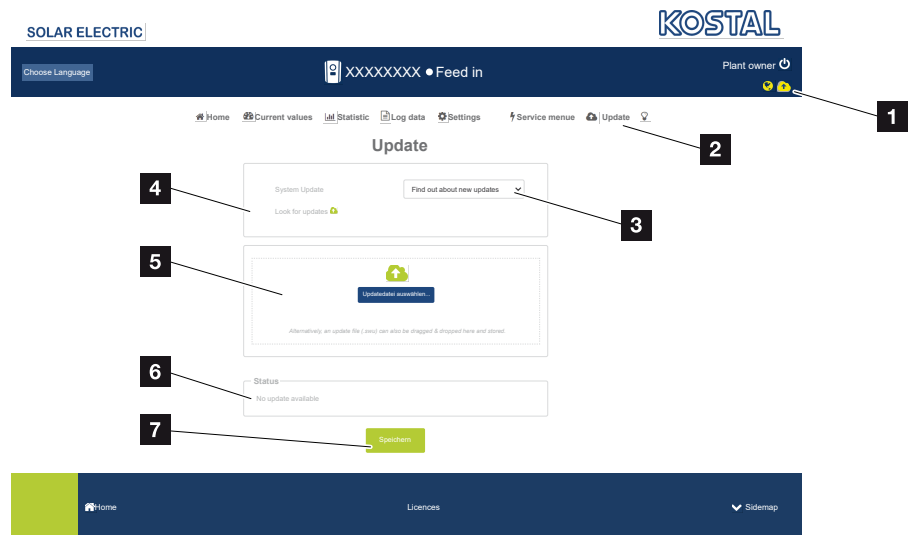 SOLAR ELECTRIC
KOSTAL
Choose Language
XXXXXXXX ● Feed in
Plant owner
1
Home Current values Statistic Log data Settings Service menue Update
2
Update
4
System Update Find out about new updates
3
Look for updates
5
Updatedatei auswählen...
Alternatively, an update file (.swu) can also be dragged & dropped here and stored.
6
Status
No update available
7
Speichern
Home Licences Sidemap